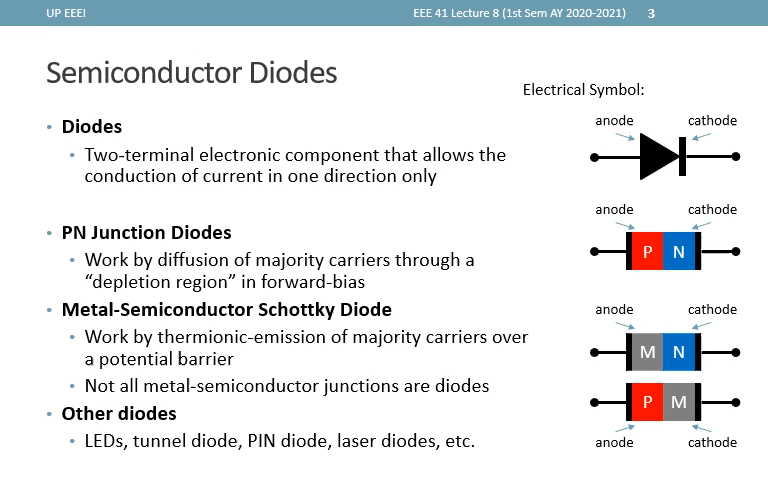 UP EEEI
EEE 41 Lecture 8 (1st Sem AY 2020-2021) 3
Semiconductor Diodes
Electrical Symbol:
• Diodes
• Two-terminal electronic component that allows the
conduction of current in one direction only
anode cathode
• PN Junction Diodes
• Work by diffusion of majority carriers through a
“depletion region” in forward-bias
anode cathode
P N
• Metal-Semiconductor Schottky Diode
• Work by thermionic-emission of majority carriers over
a potential barrier
• Not all metal-semiconductor junctions are diodes
anode cathode
M N
P M
anode cathode
• Other diodes
• LEDs, tunnel diode, PIN diode, laser diodes, etc.